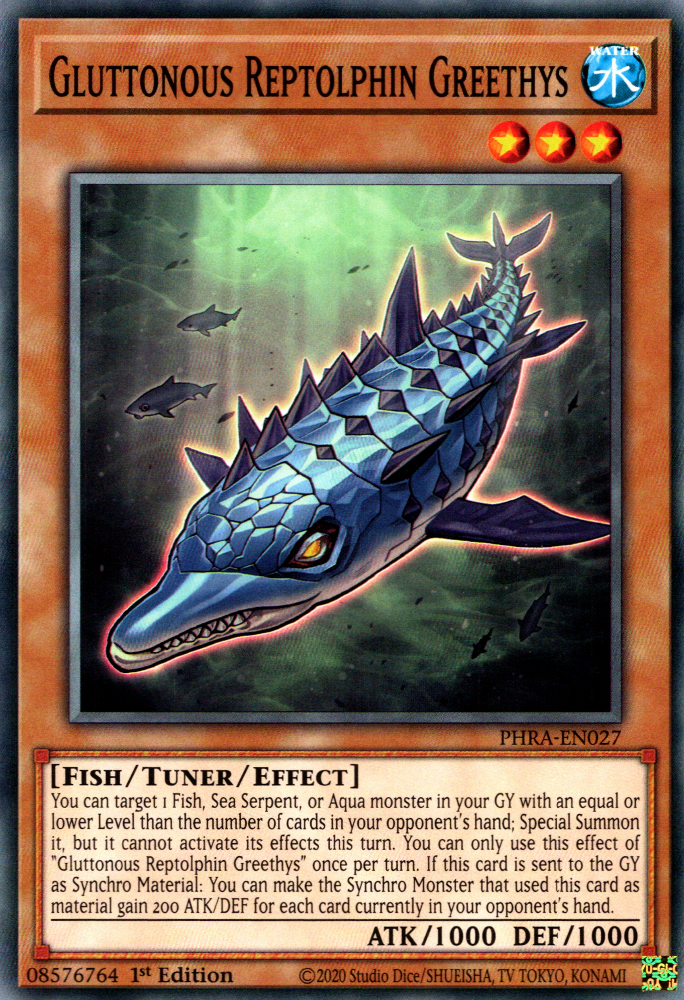 Gluttonous Reptolphin Greethys
WATER
水
PHRA-EN027
[Fish/Tuner/Effect]
You can target 1 Fish, Sea Serpent, or Aqua monster in your GY with an equal or
lower Level than the number of cards in your opponent's hand; Special Summon
it, but it cannot activate its effects this turn. You can only use this effect of
"Gluttonous Reptolphin Greethys" once per turn. If this card is sent to the GY
as Synchro Material: You can make the Synchro Monster that used this card as
material gain 200 ATK/DEF for each card currently in your opponent's hand.
ATK/1000 DEF/1000
08576764 1st Edition ©2020 Studio Dice/SHUEISHA, TV TOKYO, KONAMI